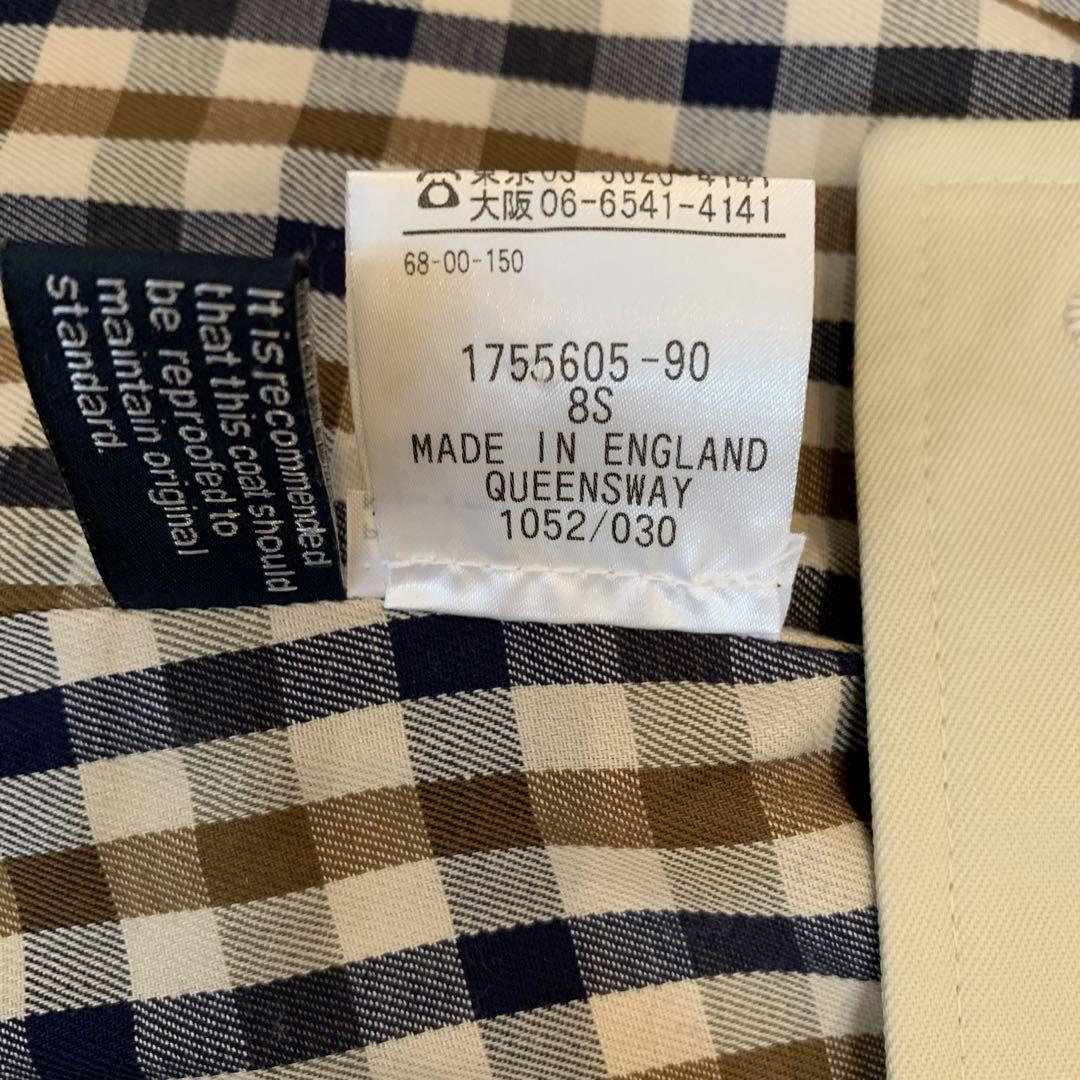 大阪 06-6541-4141
68-00-150
1755605-90
8S
MADE IN ENGLAND
QUEENSWAY
1052/030
It is recommended
that this coat should
be reproofed to
maintain original
standard.